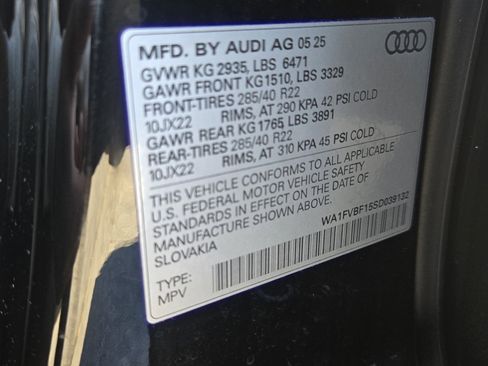 MFD. BY AUDI AG 05 25
GVWR KG 2935, LBS 6471
GAWR FRONT KG1510, LBS 3329
FRONT-TIRES 285/40 R22
10JX22 RIMS, AT 290 KPA 42 PSI COLD
GAWR REAR KG1765, LBS 3891
REAR-TIRES 285/40 R22
10JX22 RIMS, AT 310 KPA 45 PSI COLD
THIS VEHICLE CONFORMS TO ALL APPLICABLE
U.S. FEDERAL MOTOR VEHICLE SAFETY
STANDARDS IN EFFECT ON THE DATE OF
MANUFACTURE SHOWN ABOVE.
SLOVAKIA
WA1FVBF15SD039132
TYPE:
MPV